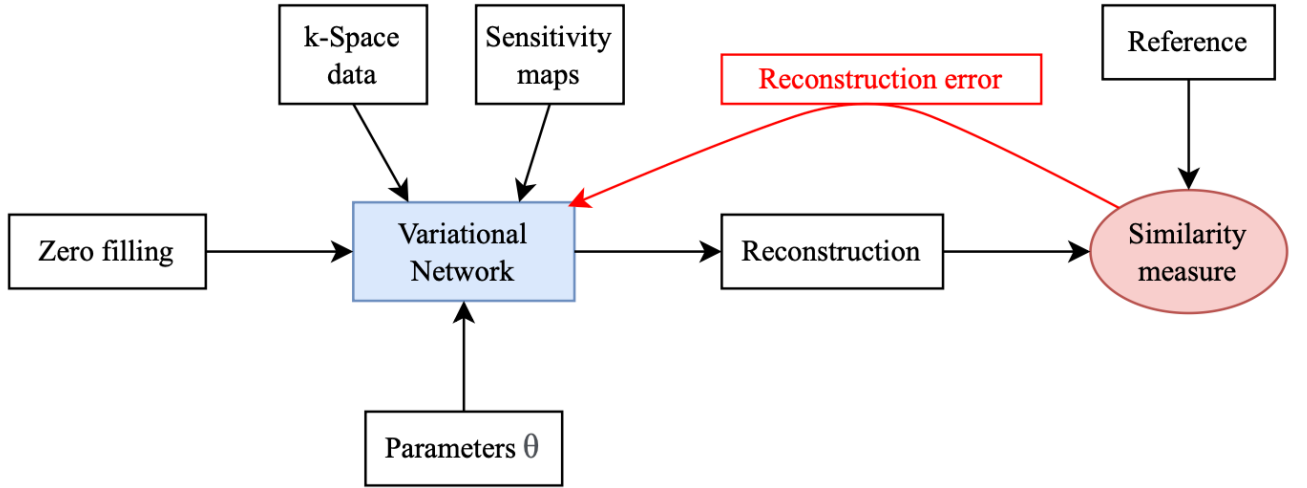 k-Space
data
Sensitivity
maps
Reconstruction error
Reference
Zero filling
Variational
Network
Reconstruction
Similarity
measure
Parameters θ